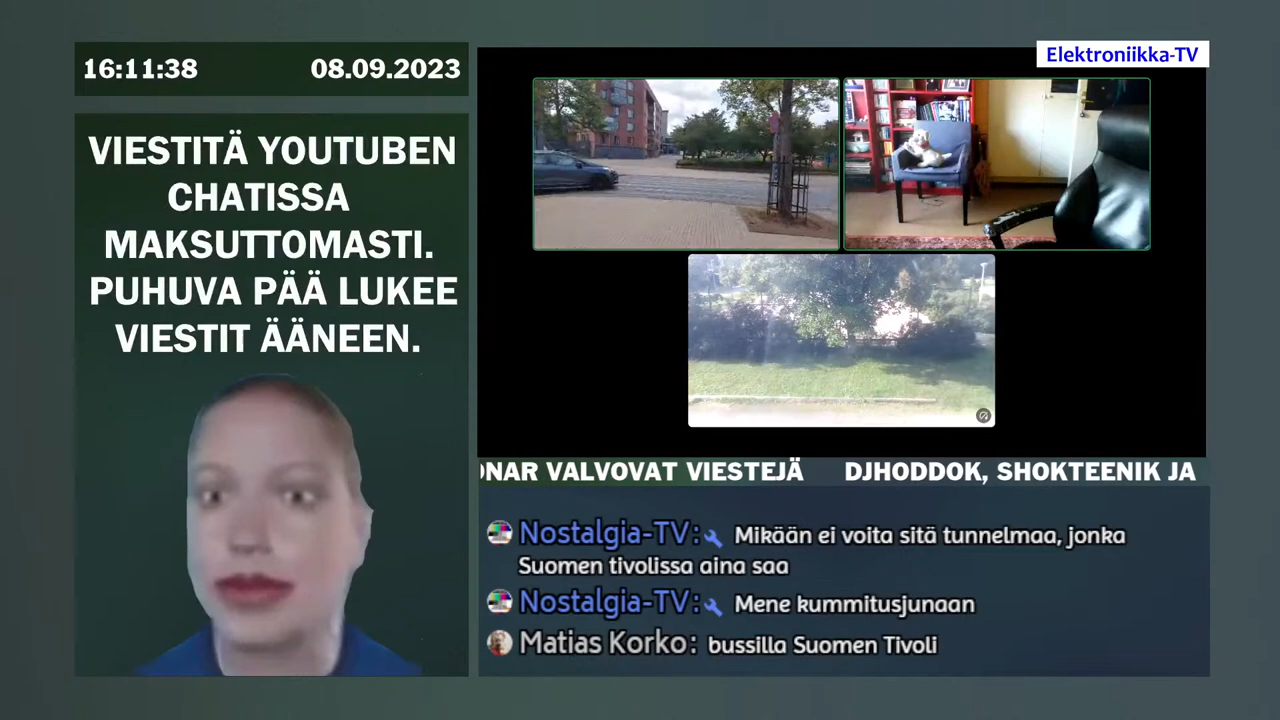 16:11:38 08.09.2023
Elektroniikka-TV
VIESTITÄ YOUTUBEN
CHATISSA
MAKSUTTOMASTI.
PUHUVA PÄÄ LUKEE
VIESTIT ÄÄNEEN.
ONAR VALVOVAT VIESTEJÄ DJHODDOK, SHOKTEENIK JA
Nostalgia-TV: Mikään ei voita sitä tunnelmaa, jonka
Suomen tivolissa aina saa
Nostalgia-TV: Mene kummitusjunaan
Matias Korko: bussilla Suomen Tivoli